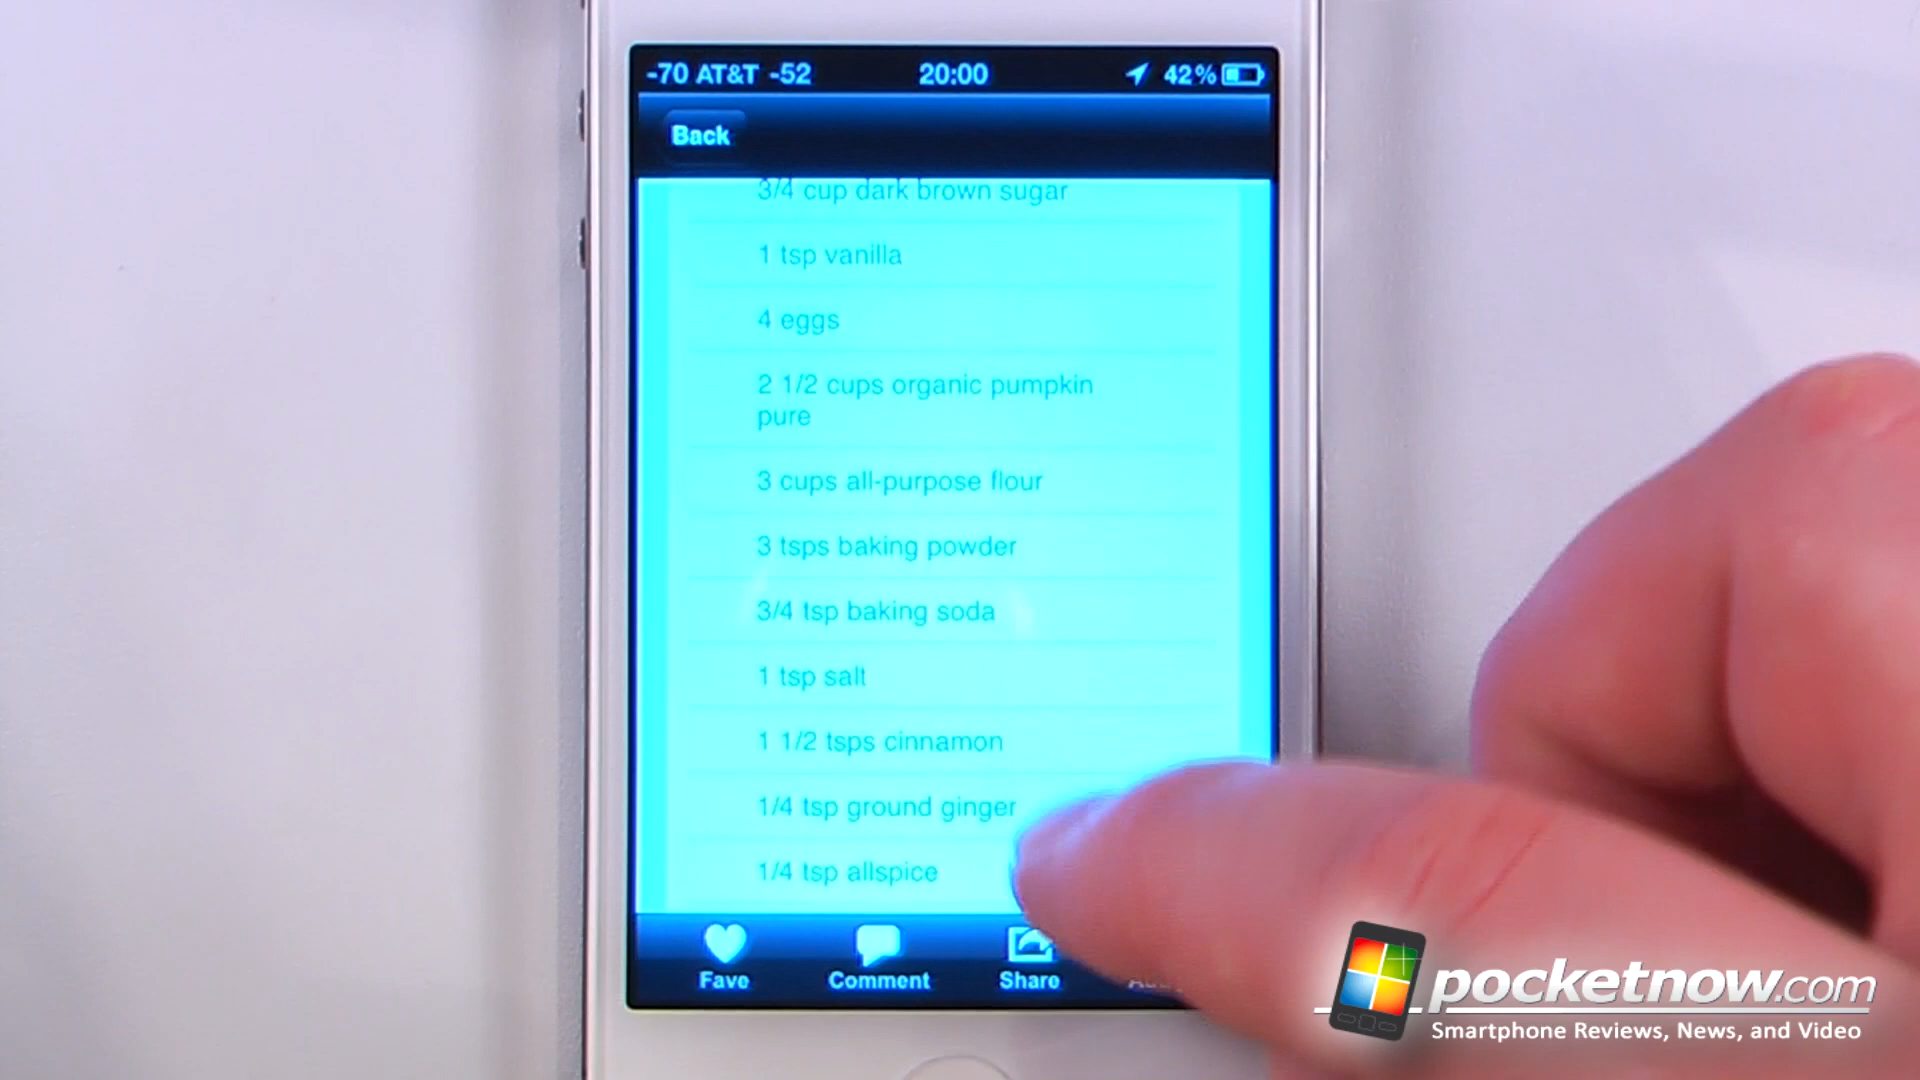 -70 AT&T -52 20:00 42%
Back
3/4 cup dark brown sugar
1 tsp vanilla
4 eggs
2 1/2 cups organic pumpkin
pure
3 cups all-purpose flour
3 tsps baking powder
3/4 tsp baking soda
1 tsp salt
1 1/2 tsps cinnamon
1/4 tsp ground ginger
1/4 tsp allspice
Fave Comment Share
pocketnow.com
Smartphone Reviews, News, and Video